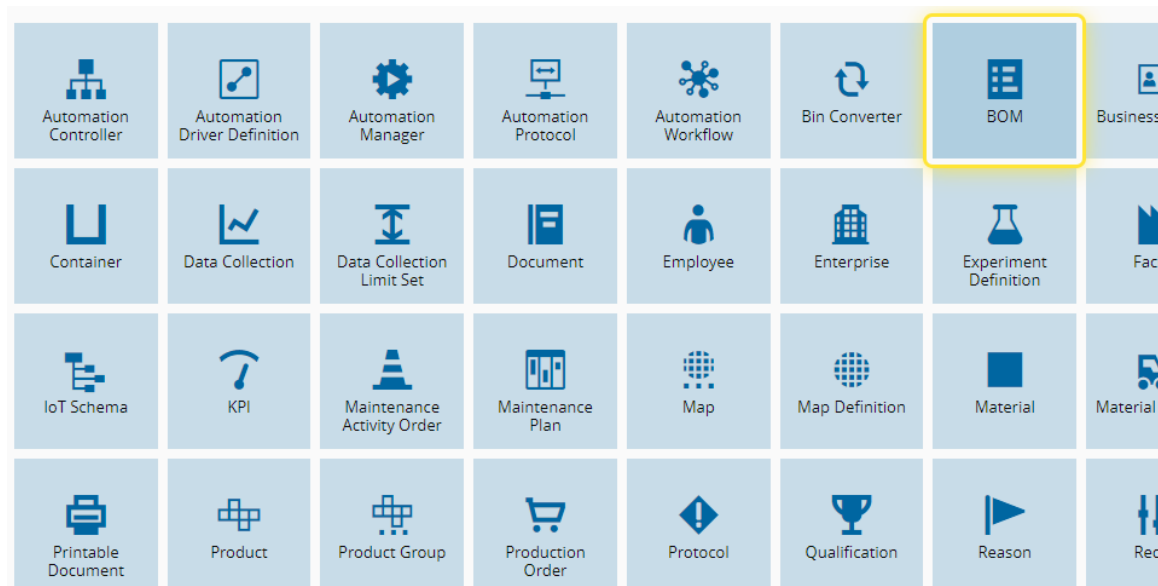 Automation
Controller
Automation
Driver Definition
Automation
Manager
Automation
Protocol
Automation
Workflow
Bin Converter
BOM
Business
Container
Data Collection
Data Collection
Limit Set
Document
Employee
Enterprise
Experiment
Definition
Fac
IoT Schema
KPI
Maintenance
Activity Order
Maintenance
Plan
Map
Map Definition
Material
Material
Printable
Document
Product
Product Group
Production
Order
Protocol
Qualification
Reason